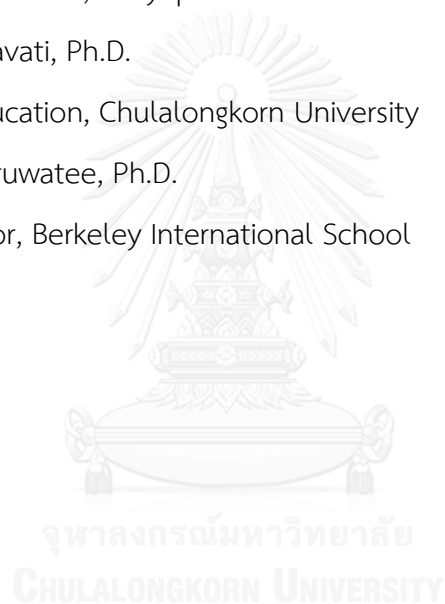 avati, Ph.D.
ucation, Chulalongkorn University
ruwatee, Ph.D.
or, Berkeley International School
จุฬาลงกรณ์มหาวิทยาลัย
CHULALONGKORN UNIVERSITY